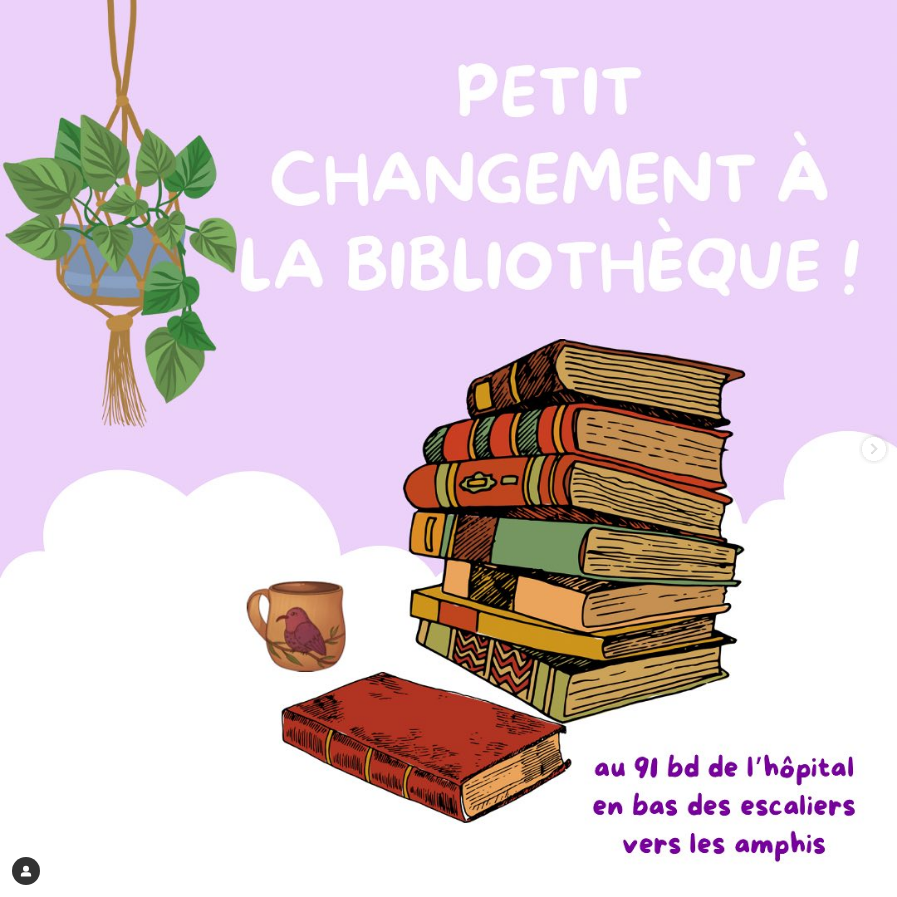 PETIT
CHANGEMENT À
LA BIBLIOTHÈQUE !
au 91 bd de l'hôpital
en bas des escaliers
vers les amphis